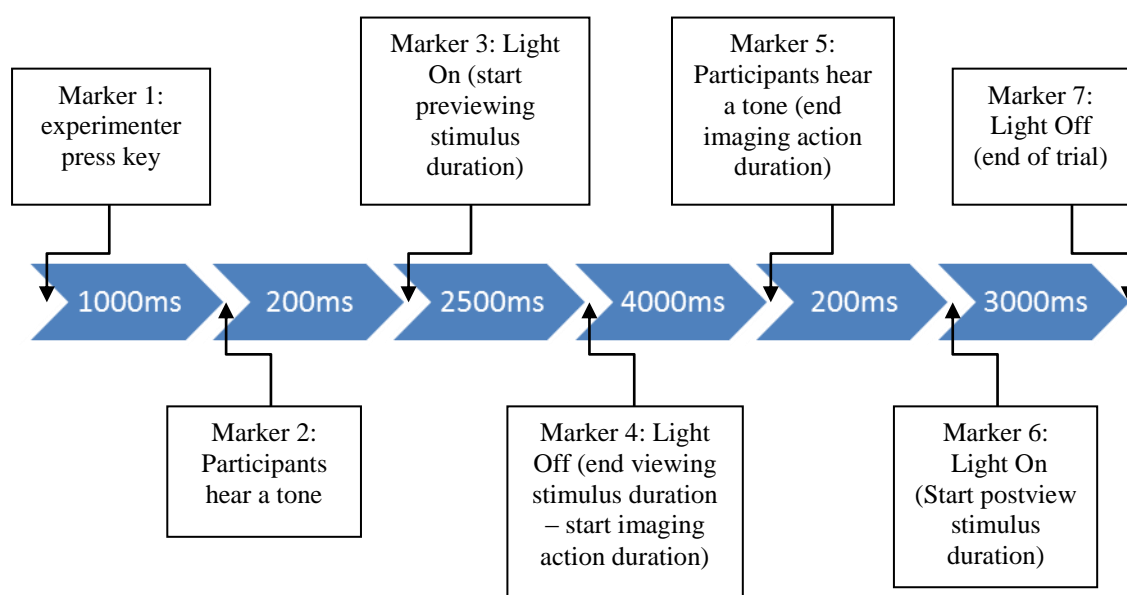 Marker 1:
experimenter
press key
Marker 3: Light
On (start
previewing
stimulus
duration)
Marker 5:
Participants hear
a tone (end
imaging action
duration)
Marker 7:
Light Off
(end of trial)
1000ms
200ms
2500ms
4000ms
200ms
3000ms
Marker 2:
Participants
hear a tone
Marker 4: Light
Off (end viewing
stimulus duration
– start imaging
action duration)
Marker 6:
Light On
(Start postview
stimulus
duration)